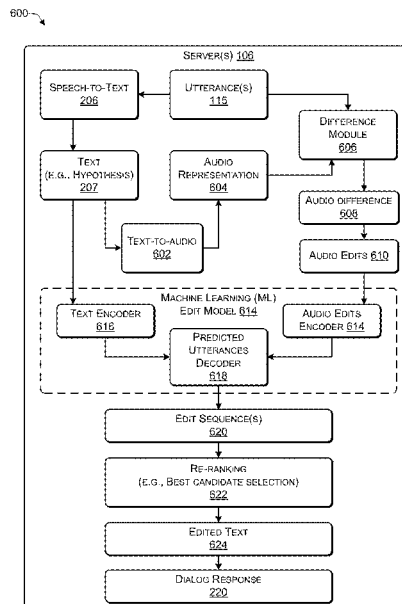 600
SERVER(S) 106
SPEECH-TO-TEXT
206
UTTERANCE(S)
115
DIFFERENCE
MODULE
606
TEXT
(E.G., HYPOTHESIS)
207
AUDIO
REPRESENTATION
604
AUDIO DIFFERENCE
608
TEXT-TO-AUDIO
602
AUDIO EDITS 610
MACHINE LEARNING (ML)
EDIT MODEL 614
TEXT ENCODER
616
PREDICTED
UTTERANCES
DECODER
618
AUDIO EDITS
ENCODER 614
EDIT SEQUENCE(S)
620
RE-RANKING
(E.G., BEST CANDIDATE SELECTION)
622
EDITED TEXT
624
DIALOG RESPONSE
220